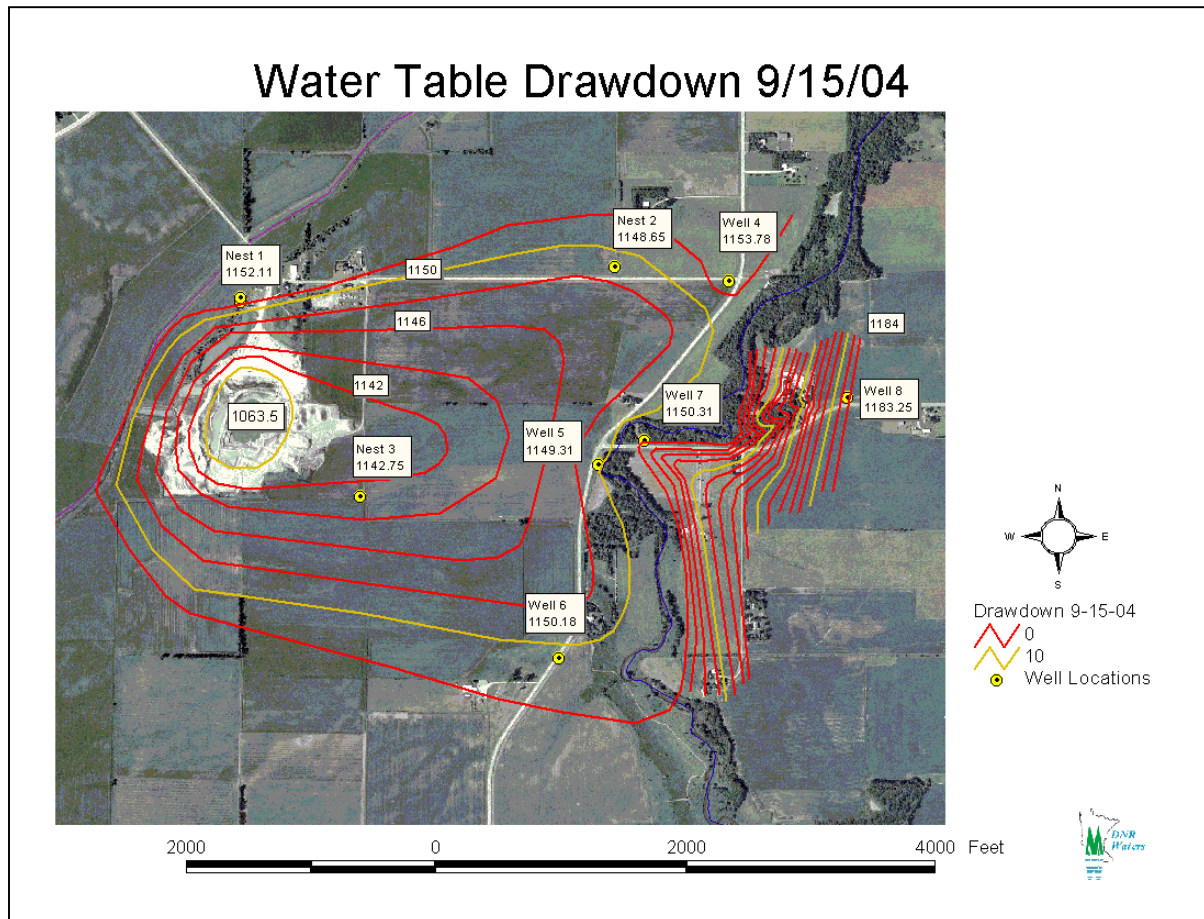 Water Table Drawdown 9/15/04
Nest 2
1148.65
Well 4
1153.78
Nest 1
1152.11
1150
1146
1184
1142
1063.5
Well 7
1150.31
Well 8
1183.25
Well 5
1149.31
Nest 3
1142.75
Well 6
1150.18
N
W
E
S
Drawdown 9-15-04
0
10
Well Locations
2000
0
2000
4000
Feet
DNR
Waters